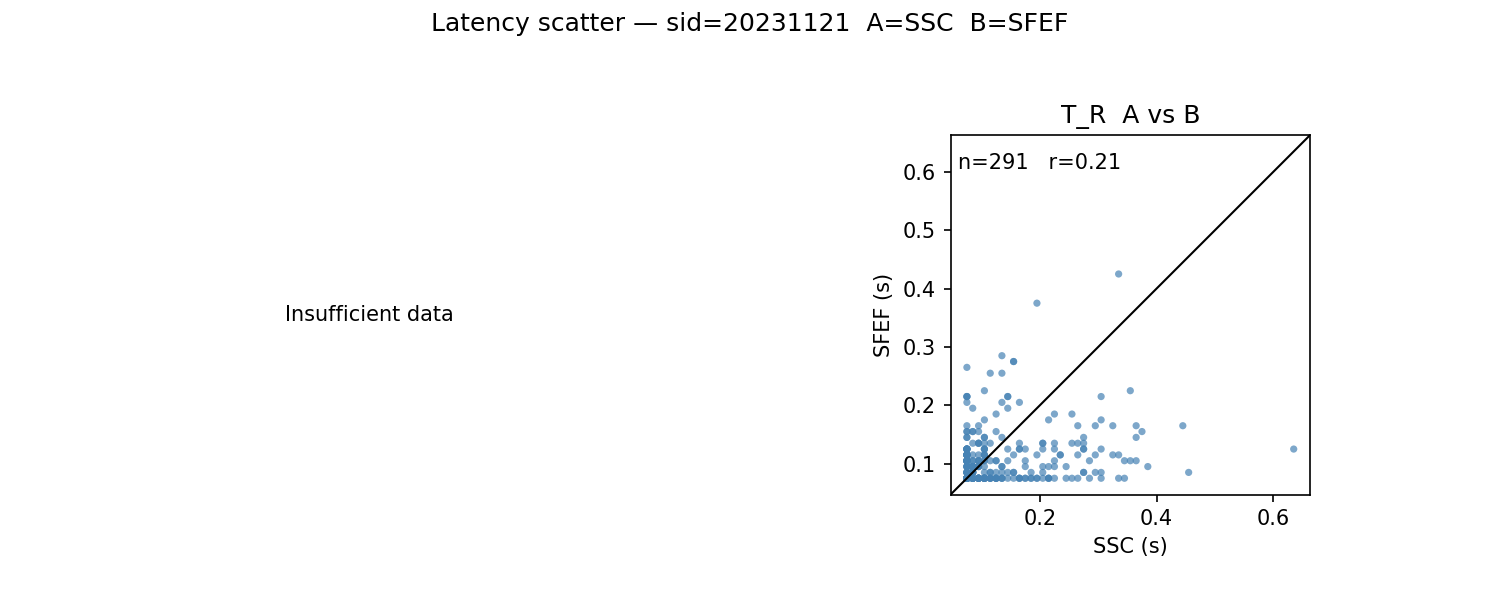 Latency scatter — sid=20231121  A=SSC  B=SFEF
Insufficient data
T_R  A vs B
n=291   r=0.21
0.6
0.5
0.4
0.3
0.2
0.1
SFEF (s)
0.2 0.4 0.6
SSC (s)